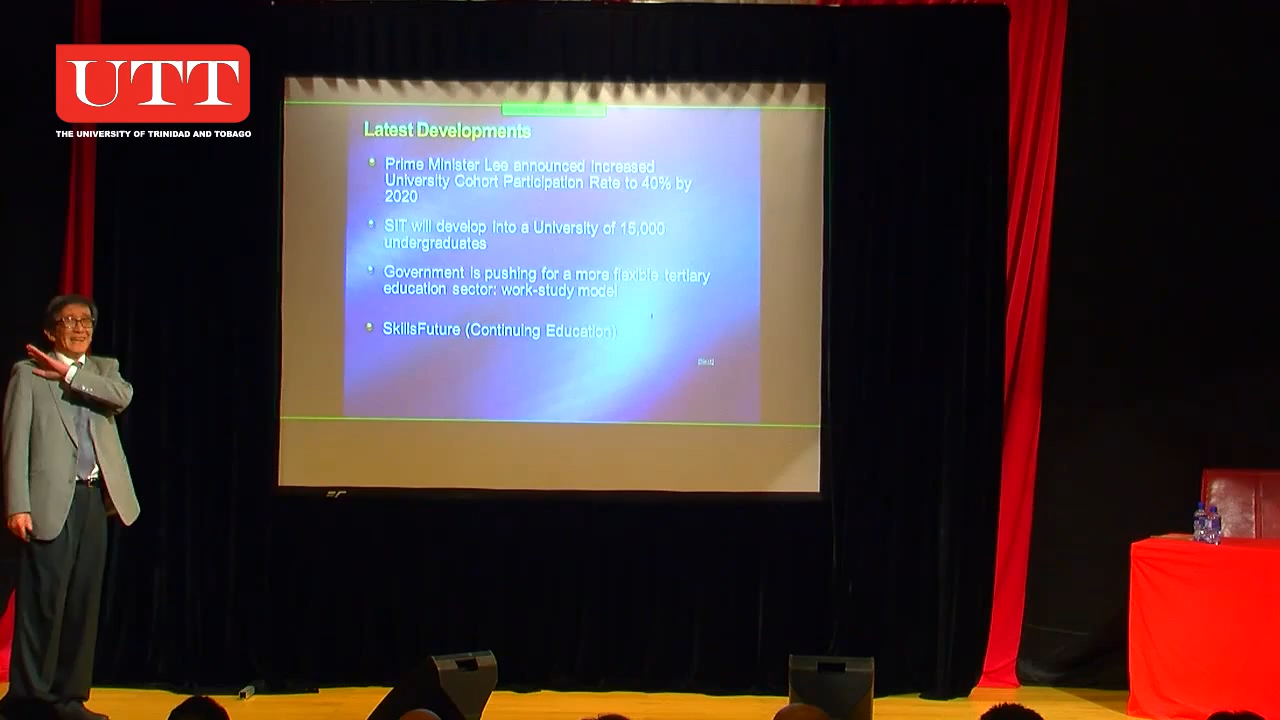 UTT
THE UNIVERSITY OF TRINIDAD AND TOBAGO
Latest Developments
Prime Minister Lee announced increased
University Cohort Participation Rate to 40% by
2020
SIT will develop into a University of 15,000
undergraduates
Government is pushing for a more flexible tertiary
education sector: work-study model
SkillsFuture (Continuing Education)